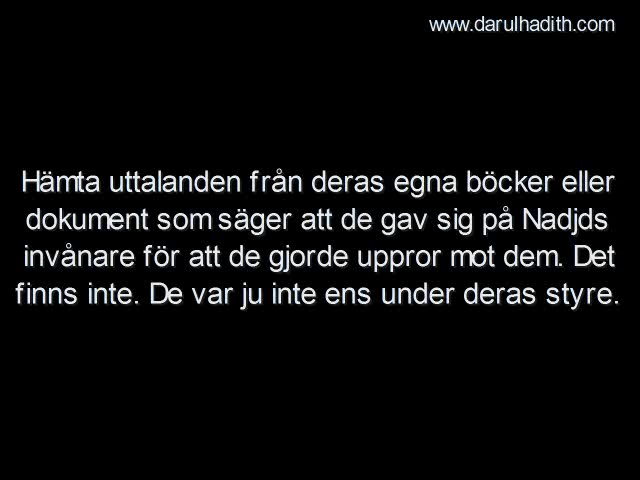 www.darulhadith.com
Hämta uttalanden från deras egna böcker eller
dokument som säger att de gav sig på Nadjds
invånare för att de gjorde uppror mot dem. Det
finns inte. De var ju inte ens under deras styre.